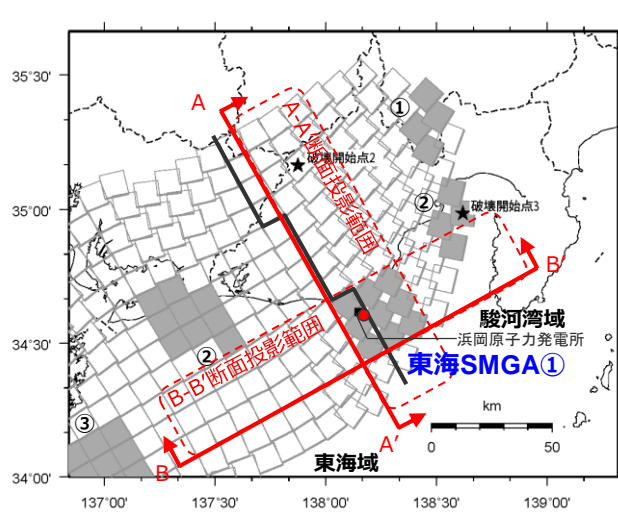 35°30'
35°00'
34°30'
34°00'
137°00'
137°30'
138°00'
138°30'
139°00'
A
A-A'断面投影範囲
①
破壊開始点2
②
破壊開始点3
B'
駿河湾域
浜岡原子力発電所
東海SMGA①
②
B-B'断面投影範囲
③
km
0
50
A'
B
東海域